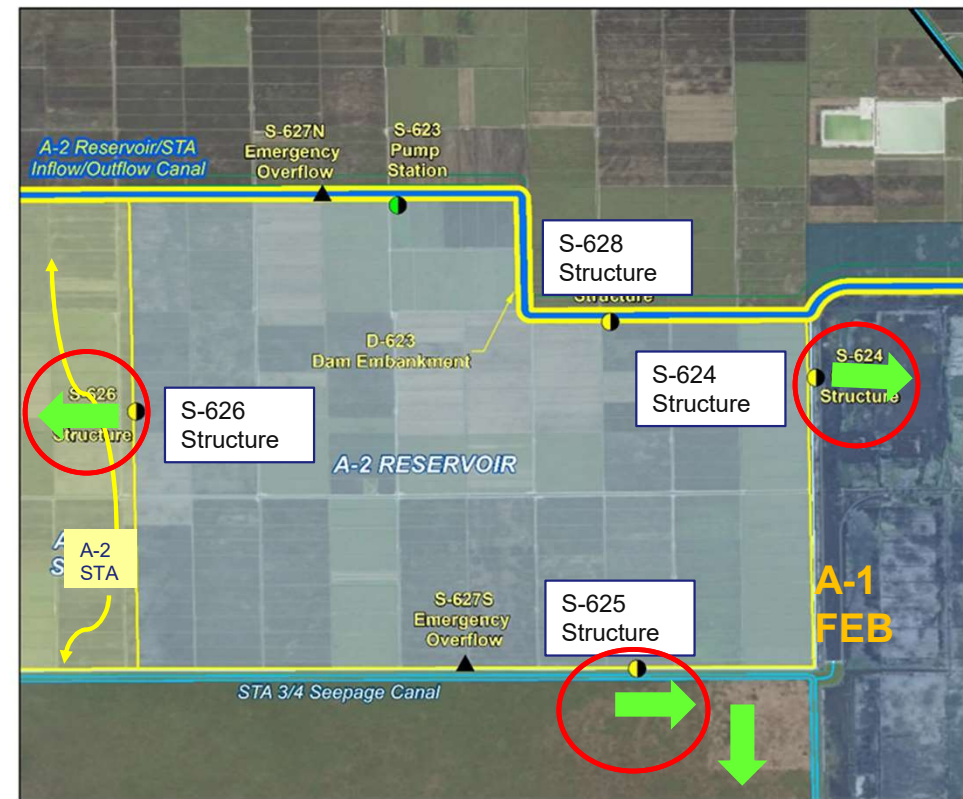 A-2 Reservoir/STA
Inflow/Outflow Canal
S-627N
Emergency
Overflow
S-623
Pump
Station
S-628
Structure
Structure
D-623
Dam Embankment
S-624
Structure
S-624
Structure
S-626
Structure
S-626
Structure
A-2 RESERVOIR
A-2
STA
A
S
S-627S
Emergency
Overflow
S-625
Structure
A-1
FEB
STA 3/4 Seepage Canal